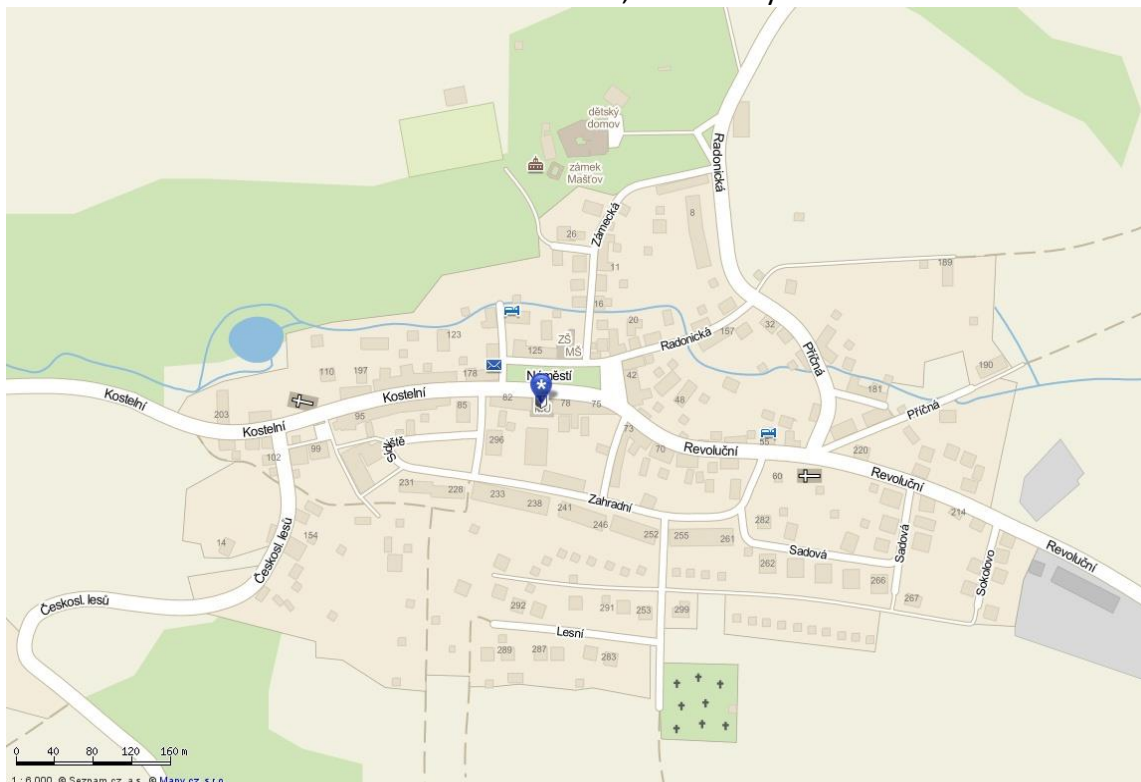 dětský
domov
zámek
Mašťov
Radonická
Zámecká
8
26
11
189
16
20
ZŠ
MŠ
125
123
157
32
Radonická
Příčná
190
178
Náměstí
42
181
110
197
Kostelní
Kostelní
Kostelní
203
95
85
82
78
75
48
Příčná
102
99
Sídliště
296
73
70
Revoluční
55
220
Revoluční
60
231
228
233
238
241
246
Zahradní
252
255
261
282
Sadová
262
Sadová
266
267
214
Sokolovo
Revoluční
14
154
Českosl. lesů
Českosl. lesů
292
291
253
299
Lesní
289
287
283
0 40 80 120 160 m
1 : 6 000 © Seznam.cz, a.s. © Mapy.cz, s.r.o.